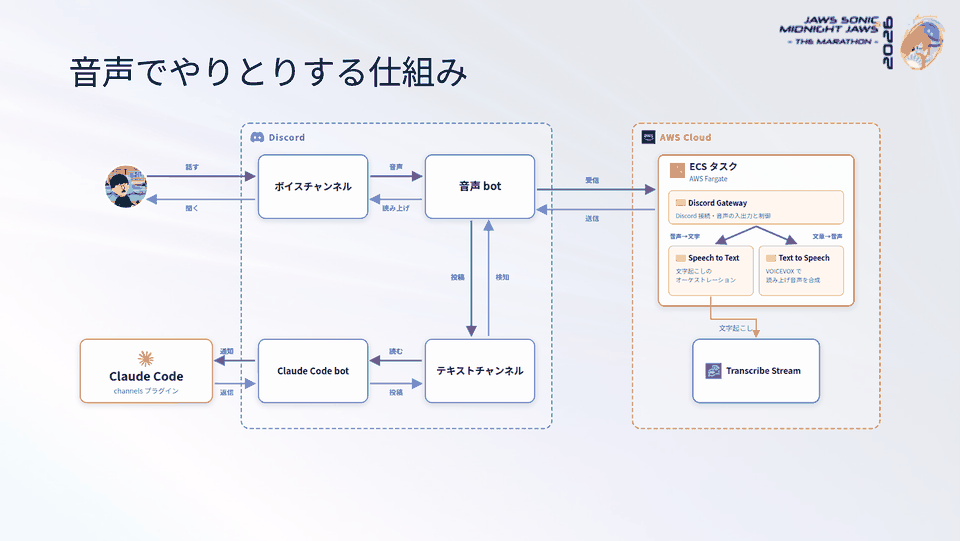 JAWS SONIC
MIDNIGHT JAWS
- THE MARATHON -
2026
音声でやりとりする仕組み
Discord
AWS Cloud
話す
聞く
ボイスチャンネル
音声
読み上げ
音声 bot
受信
送信
aws
ECS タスク
AWS Fargate
Discord Gateway
Discord 接続・音声の入出力と制御
音声→文字
文章→音声
Speech to Text
文字起こしの
オーケストレーション
Text to Speech
VOICEVOX で
読み上げ音声を合成
投稿
検知
文字起こし
Transcribe Stream
Claude Code
channels プラグイン
通知
返信
Claude Code bot
読む
投稿
テキストチャンネル